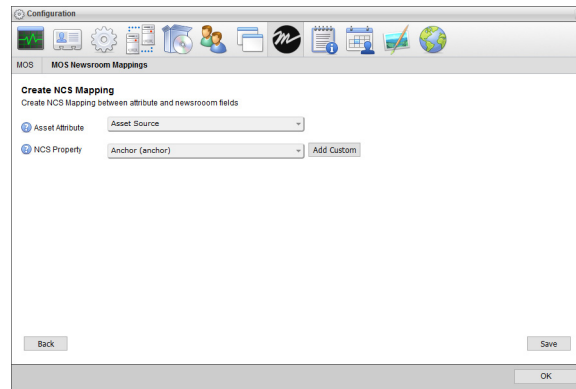 Configuration
MOS MOS Newsroom Mappings
Create NCS Mapping
Create NCS Mapping between attribute and newsrooom fields
Asset Attribute Asset Source
NCS Property Anchor (anchor) Add Custom
Back Save
OK